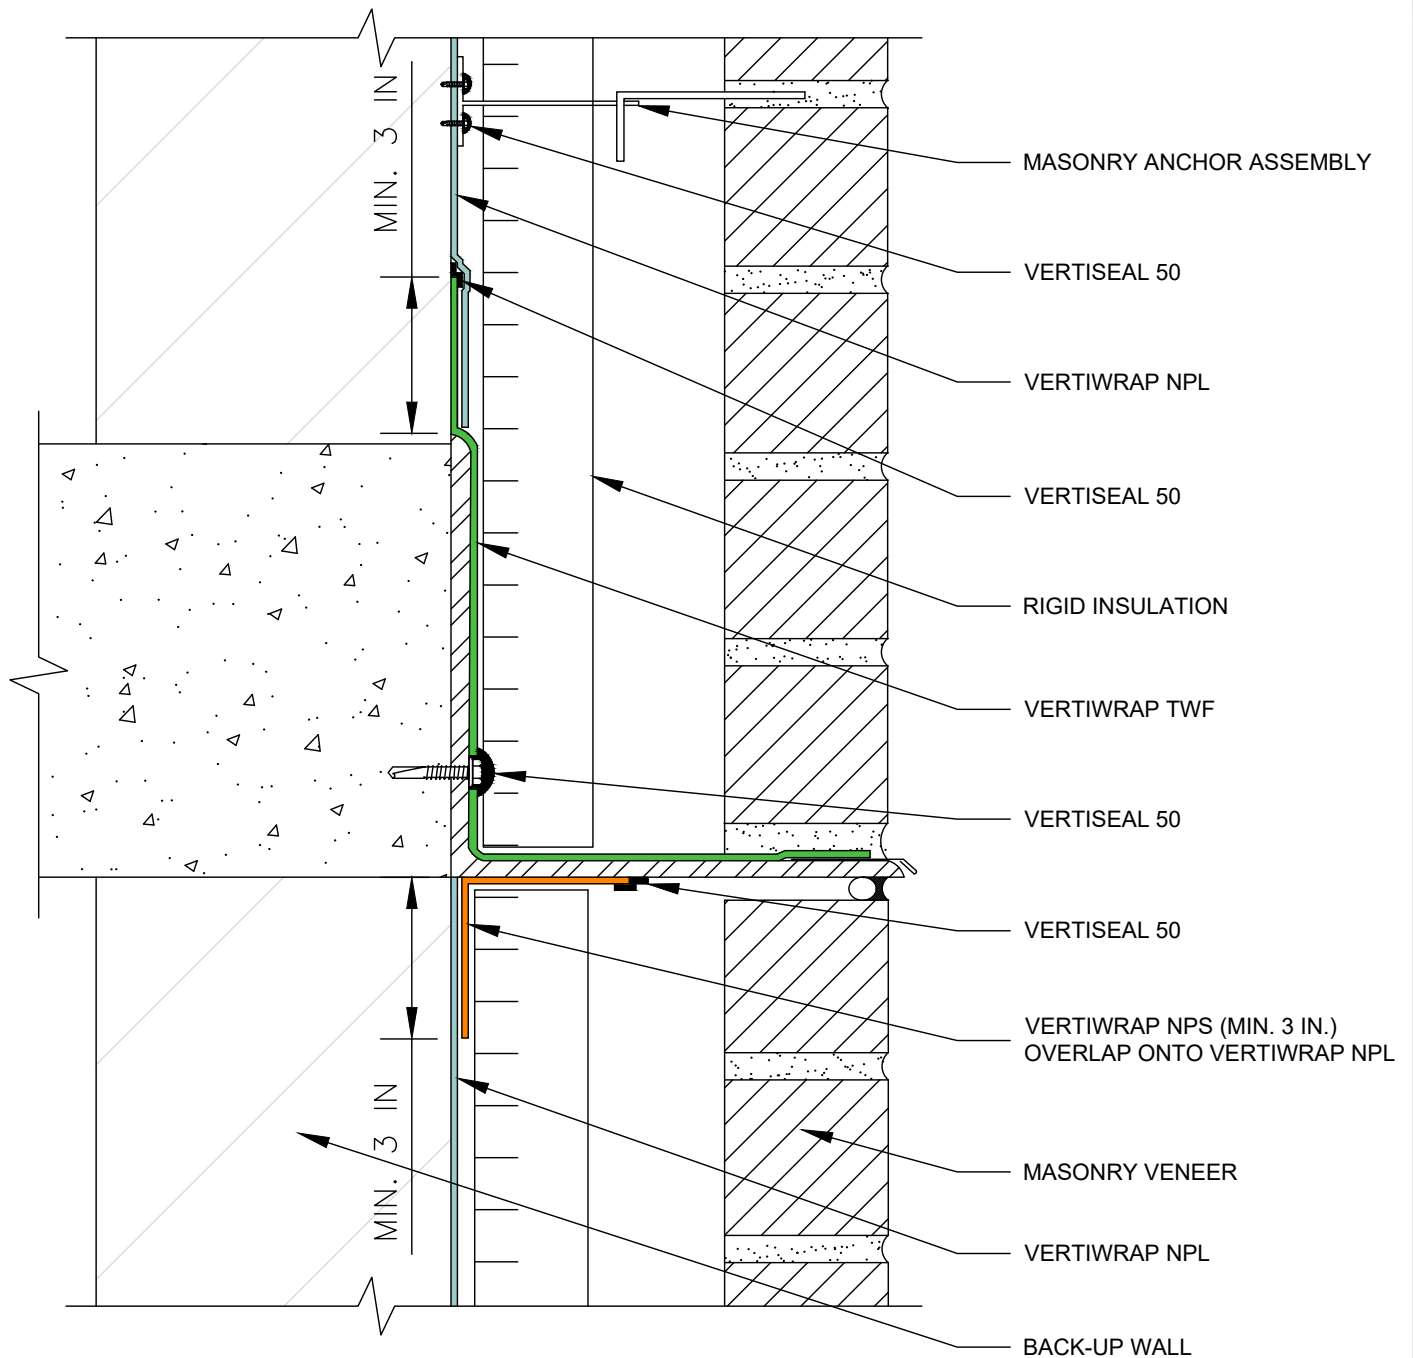 MIN. 3 IN
MASONRY ANCHOR ASSEMBLY
VERTISEAL 50
VERTIWRAP NPL
VERTISEAL 50
RIGID INSULATION
VERTIWRAP TWF
VERTISEAL 50
VERTISEAL 50
VERTIWRAP NPS (MIN. 3 IN.)
OVERLAP ONTO VERTIWRAP NPL
MIN. 3 IN
MASONRY VENEER
VERTIWRAP NPL
BACK-UP WALL